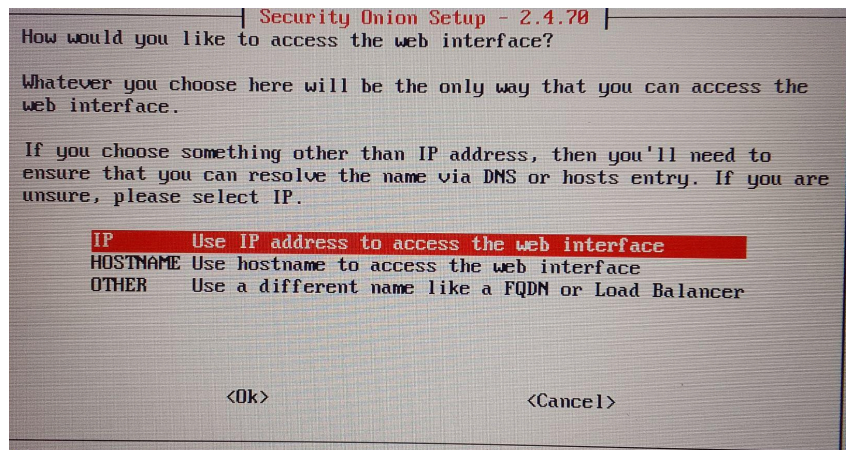 Security Onion Setup - 2.4.70
How would you like to access the web interface?
Whatever you choose here will be the only way that you can access the
web interface.
If you choose something other than IP address, then you'll need to
ensure that you can resolve the name via DNS or hosts entry. If you are
unsure, please select IP.
IP Use IP address to access the web interface
HOSTNAME Use hostname to access the web interface
OTHER Use a different name like a FQDN or Load Balancer
<Ok> <Cancel>